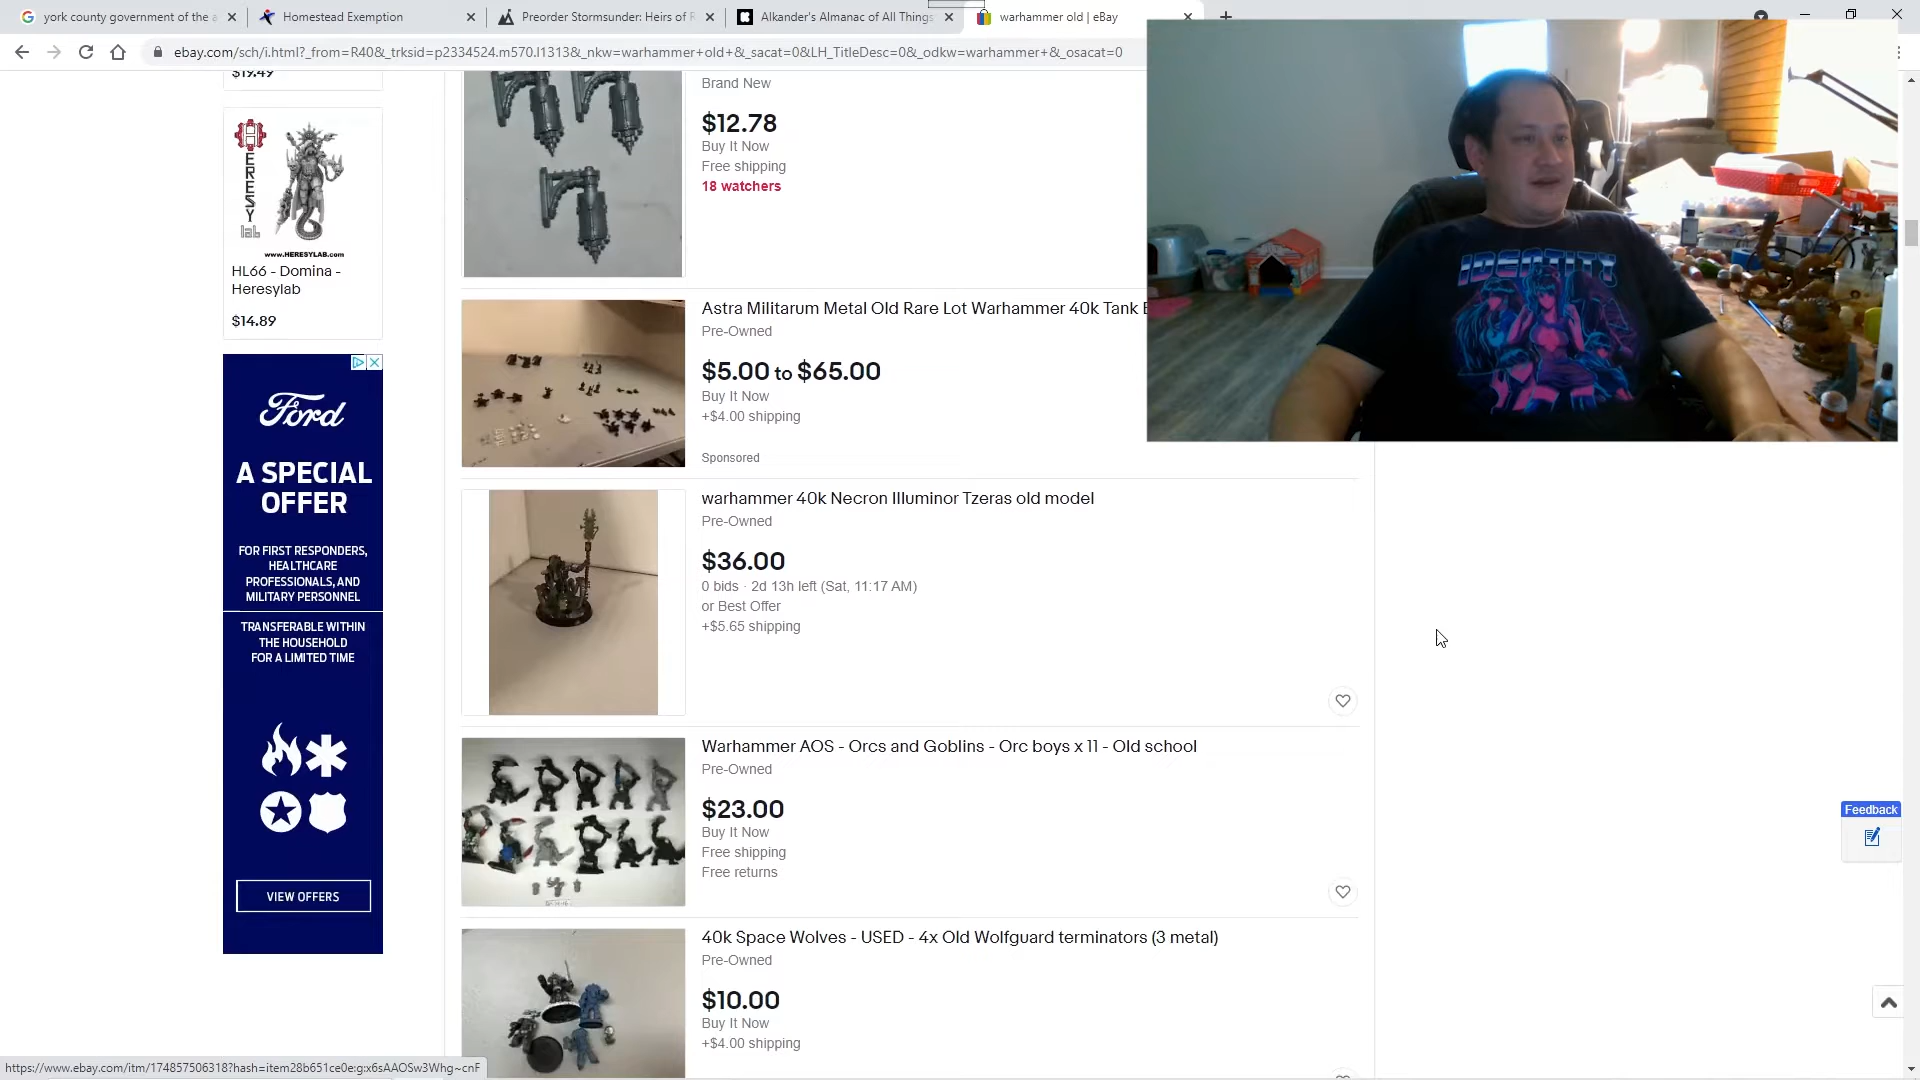 york county government of the a
Homestead Exemption
Preorder Stormsunder: Heirs of R
Alkander's Almanac of All Things
warhammer old | eBay
ebay.com/sch/i.html?_from=R40&_trksid=p2334524.m570.l1313&_nkw=warhammer+old+&_sacat=0&LH_TitleDesc=0&_odkw=warhammer+&_osacat=0
$19.49
HERESY
lab
www.HERESYLAB.com
HL66 - Domina -
Heresylab
$14.89
Ford
A SPECIAL
OFFER
FOR FIRST RESPONDERS,
HEALTHCARE
PROFESSIONALS, AND
MILITARY PERSONNEL
TRANSFERABLE WITHIN
THE HOUSEHOLD
FOR A LIMITED TIME
VIEW OFFERS
Brand New
$12.78
Buy It Now
Free shipping
18 watchers
Astra Militarum Metal Old Rare Lot Warhammer 40k Tank
Pre-Owned
$5.00 to $65.00
Buy It Now
+$4.00 shipping
Sponsored
warhammer 40k Necron Illuminor Tzeras old model
Pre-Owned
$36.00
0 bids · 2d 13h left (Sat, 11:17 AM)
or Best Offer
+$5.65 shipping
Warhammer AOS - Orcs and Goblins - Orc boys x 11 - Old school
Pre-Owned
$23.00
Buy It Now
Free shipping
Free returns
40k Space Wolves - USED - 4x Old Wolfguard terminators (3 metal)
Pre-Owned
$10.00
Buy It Now
+$4.00 shipping
IDENTITY
Feedback
https://www.ebay.com/itm/174857506318?hash=item28b651ce0e:g:x6sAAOSw3Whg~cnF